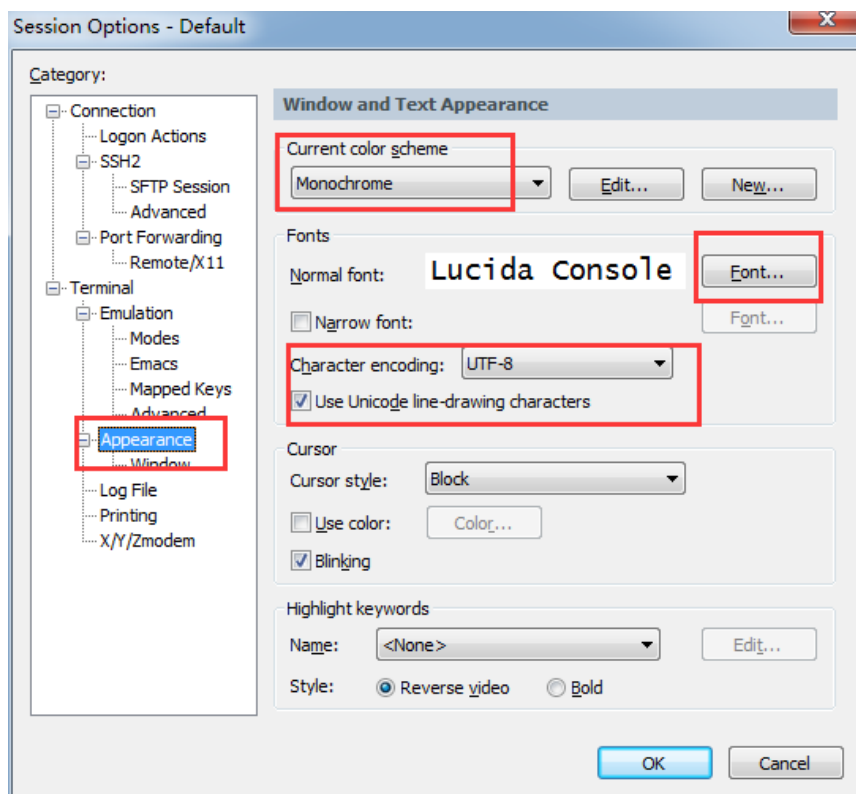 Session Options - Default
Category:
Connection
Logon Actions
SSH2
SFTP Session
Advanced
Port Forwarding
Remote/X11
Terminal
Emulation
Modes
Emacs
Mapped Keys
Advanced
Appearance
Window
Log File
Printing
X/Y/Zmodem
Window and Text Appearance
Current color scheme
Monochrome Edit... New...
Fonts
Normal font: Lucida Console Font...
Narrow font: Font...
Character encoding: UTF-8
Use Unicode line-drawing characters
Cursor
Cursor style: Block
Use color: Color...
Blinking
Highlight keywords
Name: <None> Edit...
Style: Reverse video Bold
OK Cancel